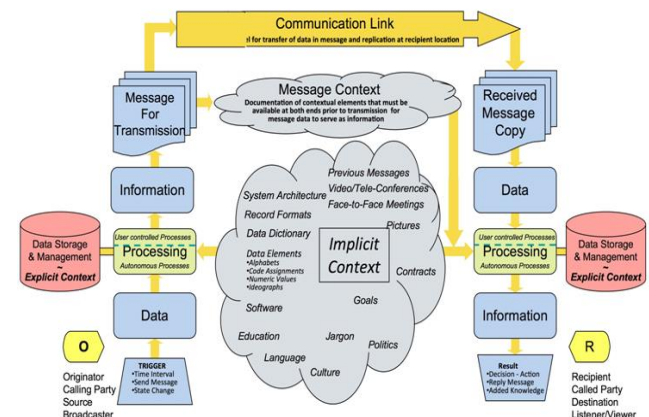 Communication Link
for transfer of data in message and replication at recipient location
Message
For
Transmission
Message Context
Documentation of contextual elements that must be
available at both ends prior to transmission for
message data to serve as information
Received
Message
Copy
Information
Data
Previous Messages
Video/Tele-Conferences
Face-to-Face Meetings
Pictures
System Architecture
Record Formats
Data Dictionary
Data Elements
•Alphabets
•Code Assignments
•Numeric Values
•Ideographs
Implicit
Context
Contracts
Goals
Software
Education
Jargon
Politics
Language
Culture
Data Storage
& Management
~
Explicit Context
User controlled Processes
Processing
Autonomous Processes
User controlled Processes
Processing
Autonomous Processes
Data Storage
& Management
~
Explicit Context
Data
Information
O
Originator
Calling Party
Source
Broadcaster
TRIGGER
•Time Interval
•Send Message
•State Change
Result
•Decision - Action
•Reply Message
•Added Knowledge
R
Recipient
Called Party
Destination
Listener/Viewer